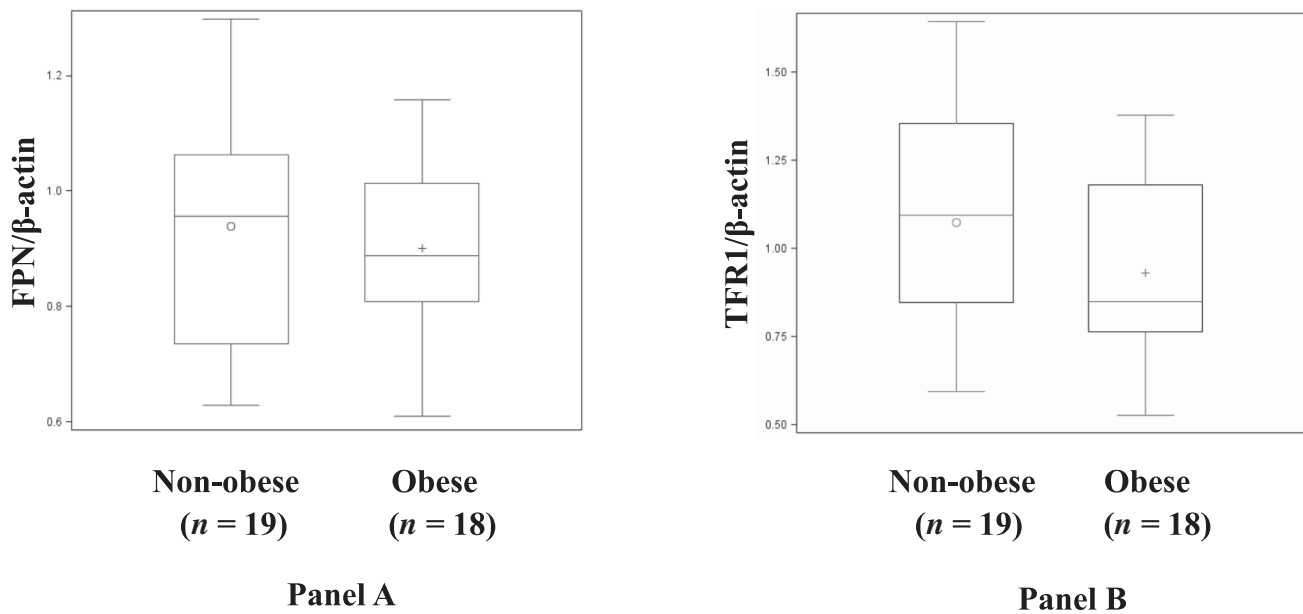 FPN/β-actin
1.2
1.0
0.8
0.6
Non-obese
(n = 19)
Obese
(n = 18)
Panel A
TFR1/β-actin
1.50
1.25
1.00
0.75
0.50
Non-obese
(n = 19)
Obese
(n = 18)
Panel B